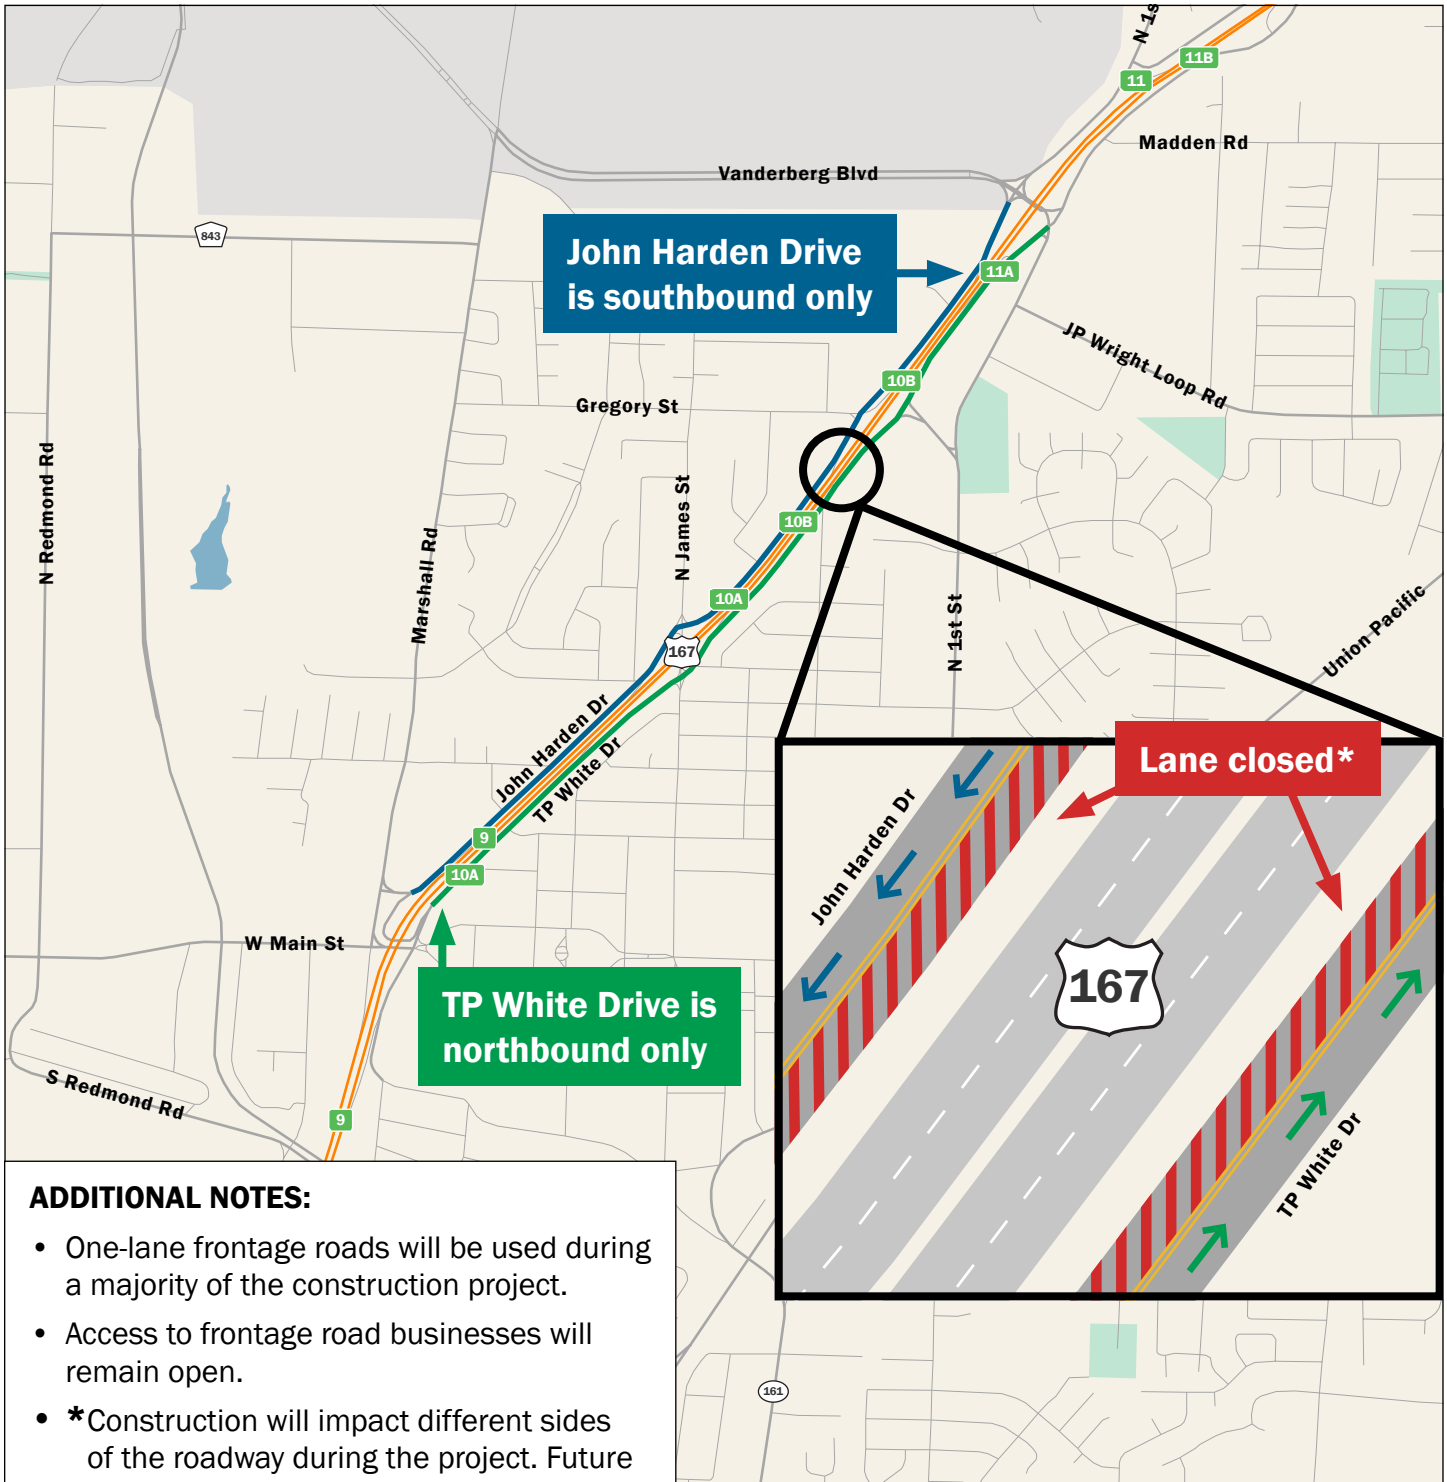 N 1s
11B
11
Madden Rd
Vanderberg Blvd
843
John Harden Drive
is southbound only
11A
JP Wright Loop Rd
10B
Gregory St
N Redmond Rd
N James St
10B
Marshall Rd
10A
N 1st St
Union Pacific
167
John Harden Dr
TP White Dr
Lane closed*
9
10A
John Harden Dr
W Main St
167
TP White Drive is
northbound only
S Redmond Rd
9
TP White Dr
ADDITIONAL NOTES:
• One-lane frontage roads will be used during
a majority of the construction project.
• Access to frontage road businesses will
remain open.
• *Construction will impact different sides
of the roadway during the project. Future
161